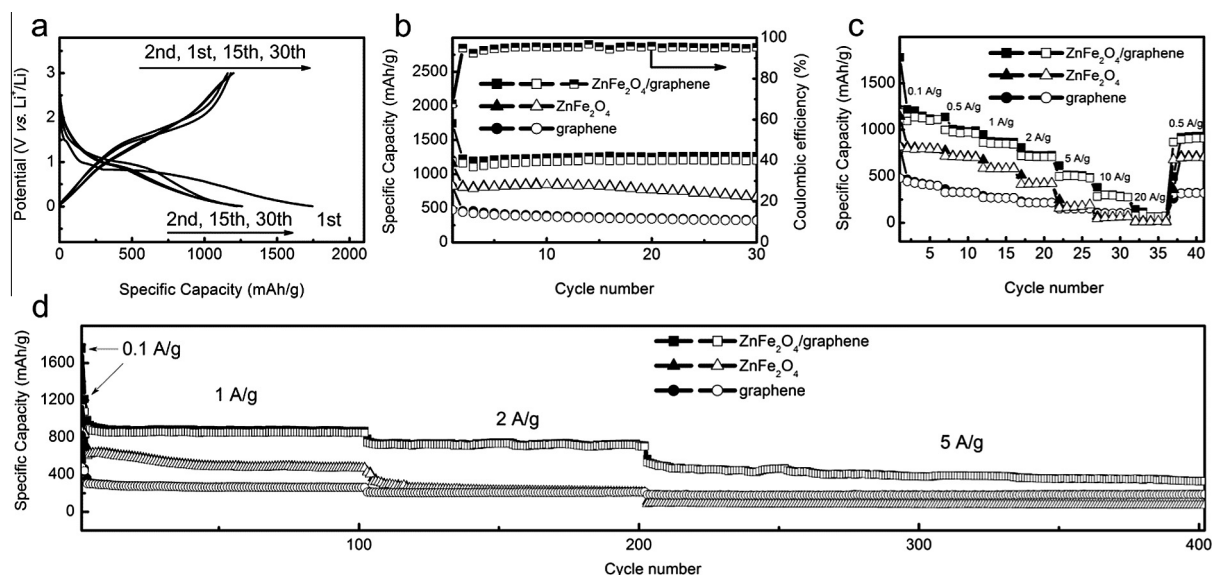 a
2nd, 1st, 15th, 30th
3
2
1
0
Potential (V vs. Li⁺/Li)
2nd, 15th, 30th
1st
0 500 1000 1500 2000
Specific Capacity (mAh/g)
b
2500
2000
1500
1000
500
0
Specific Capacity (mAh/g)
ZnFe₂O₄/graphene
ZnFe₂O₄
graphene
100
80
60
40
20
0
Coulombic efficiency (%)
10 20 30
Cycle number
c
1500
1000
500
0
Specific Capacity (mAh/g)
ZnFe₂O₄/graphene
ZnFe₂O₄
graphene
0.1 A/g
0.5 A/g
1 A/g
2 A/g
5 A/g
10 A/g
20 A/g
0.5 A/g
5 10 15 20 25 30 35 40
Cycle number
d
1600
1200
800
400
0
Specific Capacity (mAh/g)
0.1 A/g
1 A/g
2 A/g
5 A/g
ZnFe₂O₄/graphene
ZnFe₂O₄
graphene
100 200 300 400
Cycle number